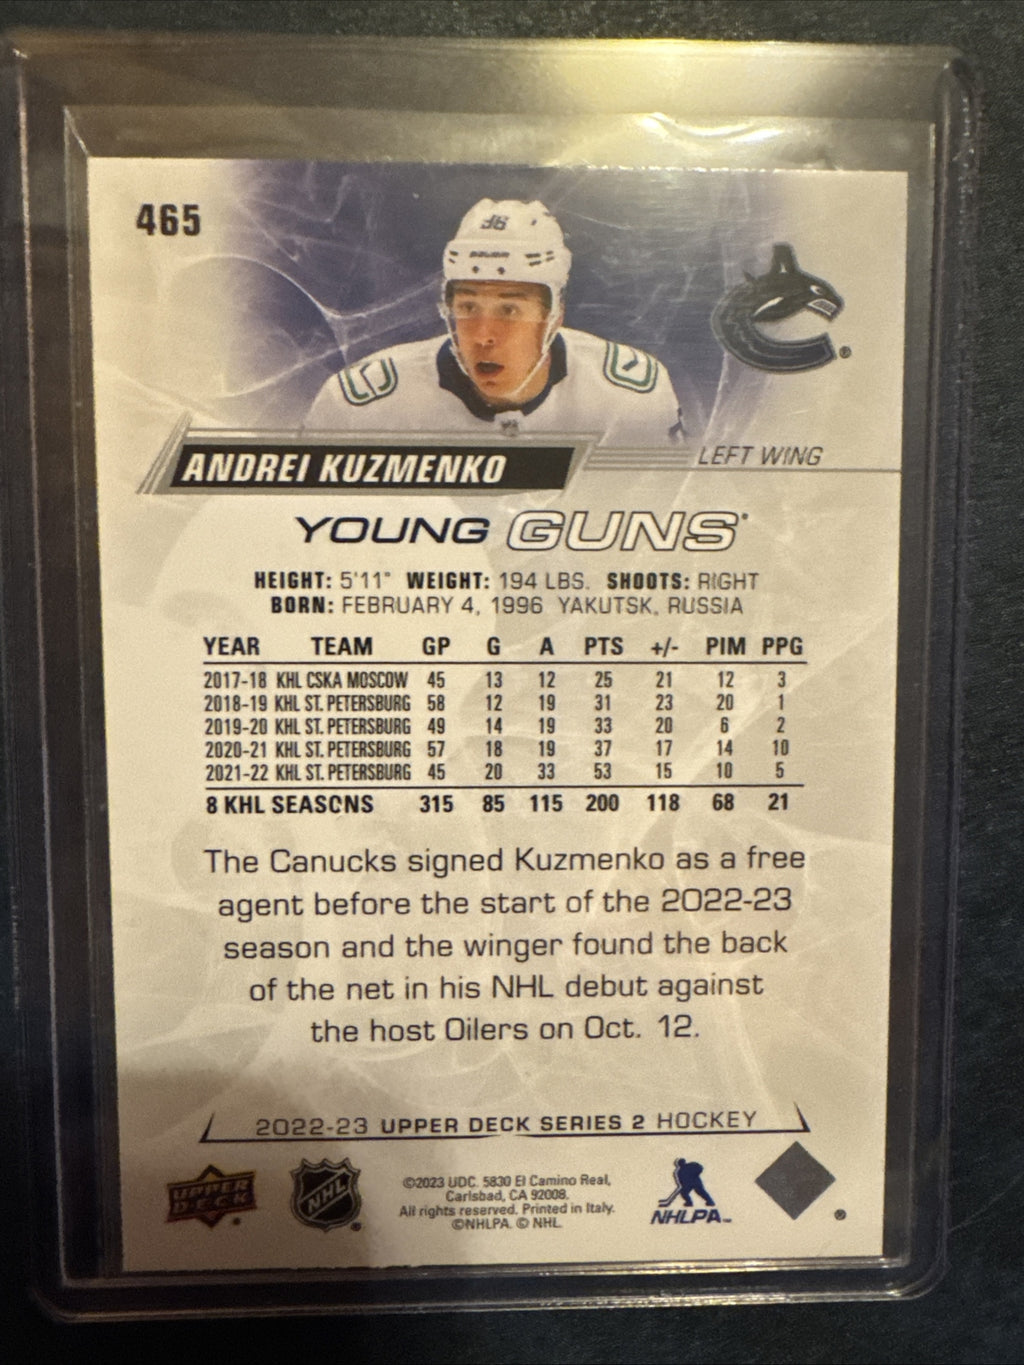 465
96
BAUER
®
ANDREI KUZMENKO
LEFT WING
YOUNG GUNS®
HEIGHT: 5'11" WEIGHT: 194 LBS. SHOOTS: RIGHT
BORN: FEBRUARY 4, 1996 YAKUTSK, RUSSIA
YEAR TEAM GP G A PTS +/- PIM PPG
2017-18 KHL CSKA MOSCOW 45 13 12 25 21 12 3
2018-19 KHL ST. PETERSBURG 58 12 19 31 23 20 1
2019-20 KHL ST. PETERSBURG 49 14 19 33 20 6 2
2020-21 KHL ST. PETERSBURG 57 18 19 37 17 14 10
2021-22 KHL ST. PETERSBURG 45 20 33 53 15 10 5
8 KHL SEASONS 315 85 115 200 118 68 21
The Canucks signed Kuzmenko as a free
agent before the start of the 2022-23
season and the winger found the back
of the net in his NHL debut against
the host Oilers on Oct. 12.
2022-23 UPPER DECK SERIES 2 HOCKEY
UPPER
DECK
®
NHL
®
©2023 UDC. 5830 El Camino Real,
Carlsbad, CA 92008.
All rights reserved. Printed in Italy.
©NHLPA. © NHL.
NHLPA™
®